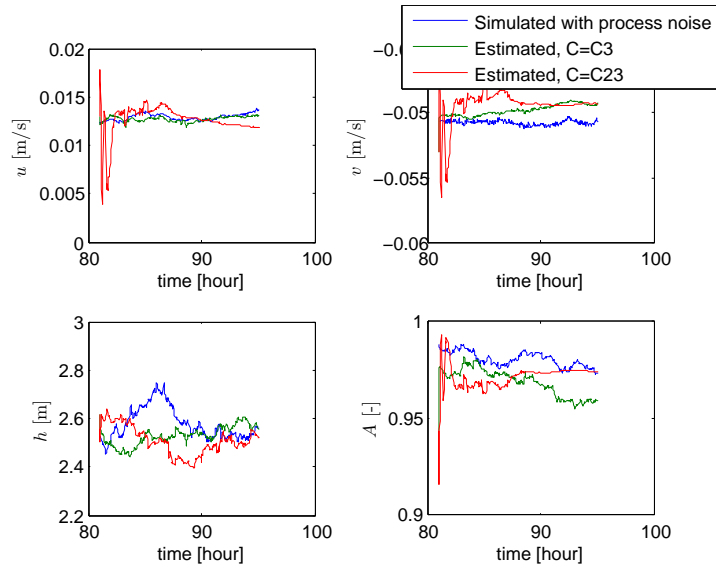 Simulated with process noise
Estimated, C=C3
Estimated, C=C23
0.02
0.015
0.01
0.005
0
80
90
100
time [hour]
u [m/s]
−0.05
−0.055
−0.06
80
90
100
time [hour]
v [m/s]
3
2.8
2.6
2.4
2.2
80
90
100
time [hour]
h [m]
1
0.95
0.9
80
90
100
time [hour]
A [-]